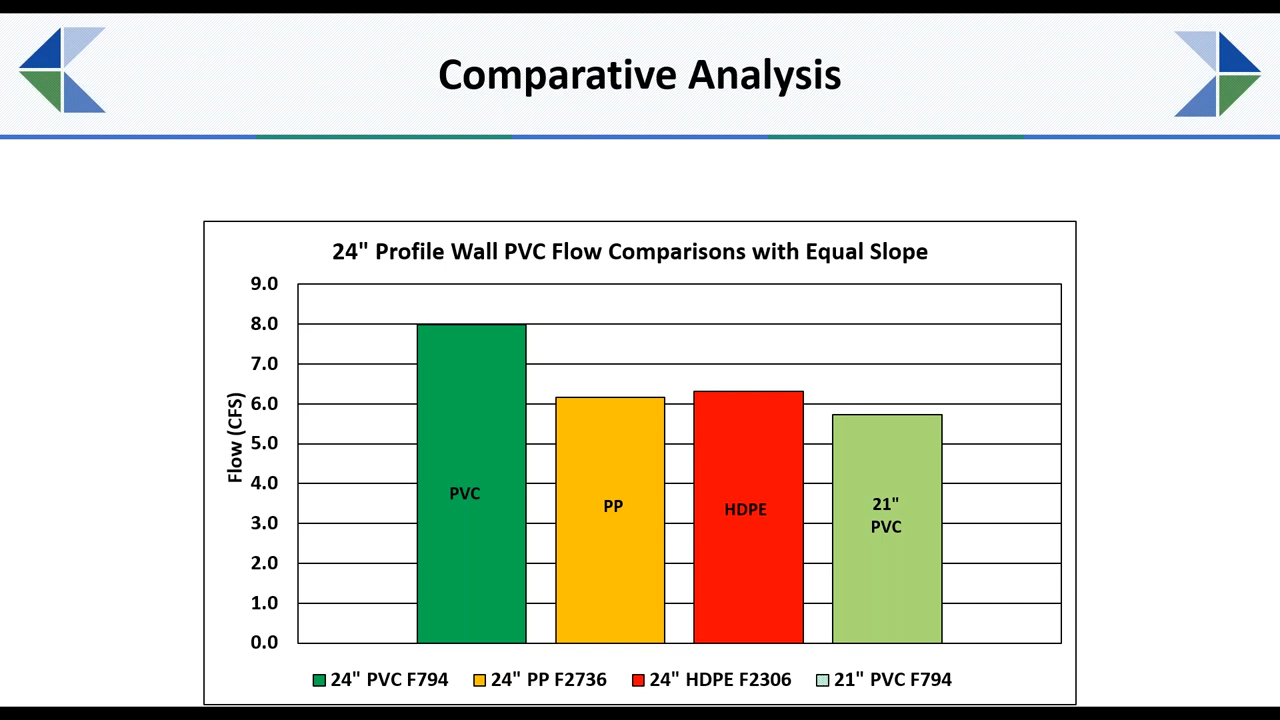 Comparative Analysis
24" Profile Wall PVC Flow Comparisons with Equal Slope
9.0
8.0
7.0
6.0
5.0
4.0
3.0
2.0
1.0
0.0
Flow (CFS)
PVC
PP
HDPE
21"
PVC
24" PVC F794
24" PP F2736
24" HDPE F2306
21" PVC F794